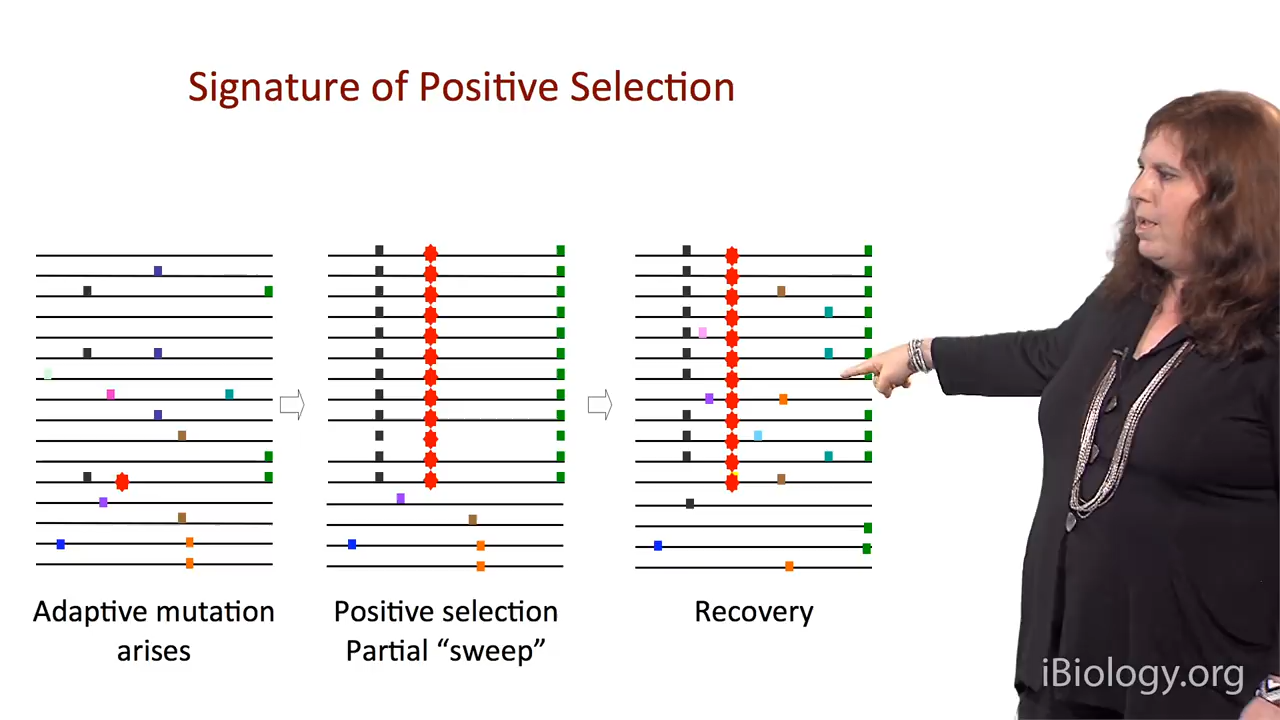 Signature of Positive Selection
Adaptive mutation
arises
Positive selection
Partial “sweep”
Recovery
iBiology.org